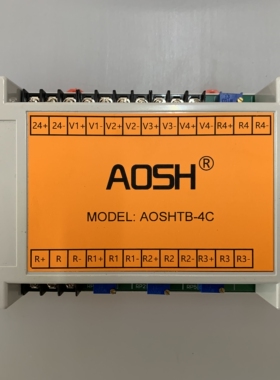 24+ 24- V1+ V1- V2+ V2- V3+ V3- V4+ V4- R4+ R4 R4-
AOSH®
MODEL: AOSHTB-4C
R+ R R- R1+ R1 R1- R2+ R2 R2- R3+ R3 R3-